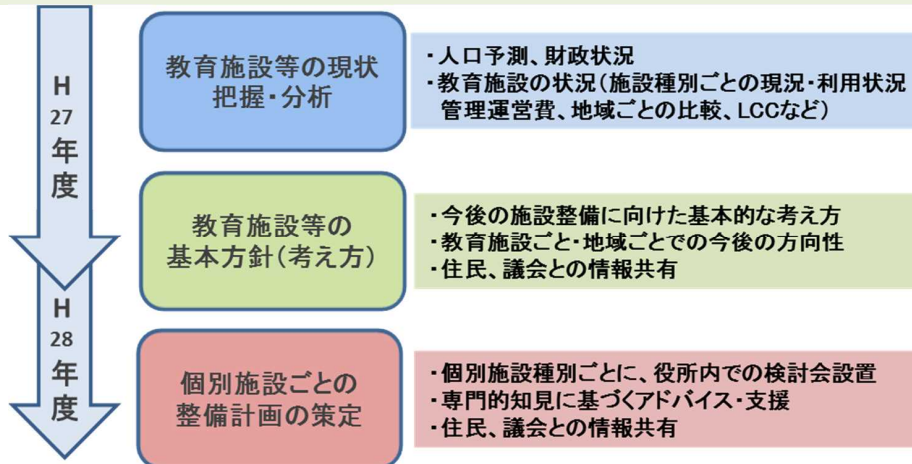 H
27
年
度
教育施設等の現状
把握・分析
・人口予測、財政状況
・教育施設の状況(施設種別ごとの現況・利用状況
管理運営費、地域ごとの比較、LCCなど)
教育施設等の
基本方針(考え方)
・今後の施設整備に向けた基本的な考え方
・教育施設ごと・地域ごとでの今後の方向性
・住民、議会との情報共有
H
28
年
度
個別施設ごとの
整備計画の策定
・個別施設種別ごとに、役所内での検討会設置
・専門的知見に基づくアドバイス・支援
・住民、議会との情報共有